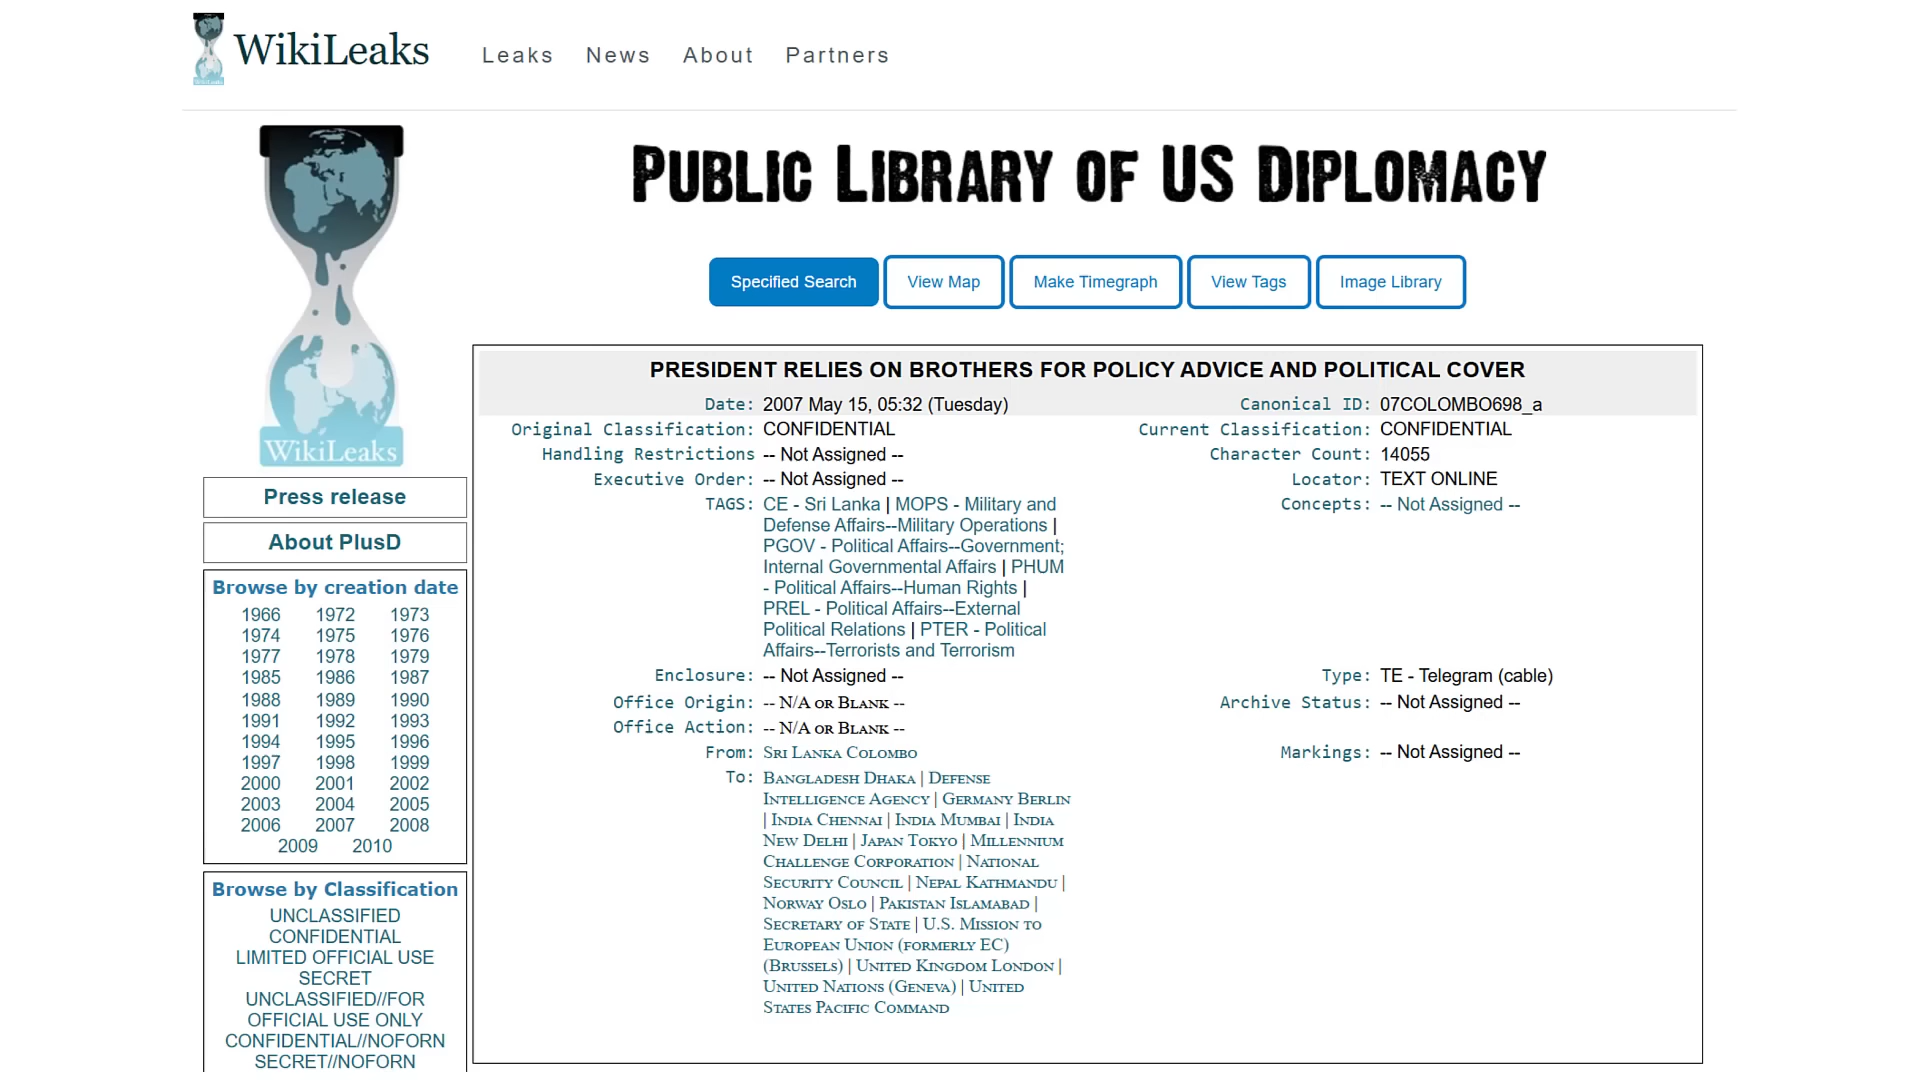 WikiLeaks
Leaks News About Partners
WikiLeaks
WikiLeaks
PUBLIC LIBRARY OF US DIPLOMACY
Specified Search View Map Make Timegraph View Tags Image Library
Press release
About PlusD
Browse by creation date
1966 1972 1973
1974 1975 1976
1977 1978 1979
1985 1986 1987
1988 1989 1990
1991 1992 1993
1994 1995 1996
1997 1998 1999
2000 2001 2002
2003 2004 2005
2006 2007 2008
2009 2010
Browse by Classification
UNCLASSIFIED
CONFIDENTIAL
LIMITED OFFICIAL USE
SECRET
UNCLASSIFIED//FOR
OFFICIAL USE ONLY
CONFIDENTIAL//NOFORN
SECRET//NOFORN
PRESIDENT RELIES ON BROTHERS FOR POLICY ADVICE AND POLITICAL COVER
Date: 2007 May 15, 05:32 (Tuesday) Canonical ID: 07COLOMBO698_a
Original Classification: CONFIDENTIAL Current Classification: CONFIDENTIAL
Handling Restrictions -- Not Assigned -- Character Count: 14055
Executive Order: -- Not Assigned -- Locator: TEXT ONLINE
TAGS: CE - Sri Lanka | MOPS - Military and Concepts: -- Not Assigned --
Defense Affairs--Military Operations |
PGOV - Political Affairs--Government;
Internal Governmental Affairs | PHUM
- Political Affairs--Human Rights |
PREL - Political Affairs--External
Political Relations | PTER - Political
Affairs--Terrorists and Terrorism
Enclosure: -- Not Assigned -- Type: TE - Telegram (cable)
Office Origin: -- N/A or Blank -- Archive Status: -- Not Assigned --
Office Action: -- N/A or Blank --
From: Sri Lanka Colombo Markings: -- Not Assigned --
To: Bangladesh Dhaka | Defense
Intelligence Agency | Germany Berlin
| India Chennai | India Mumbai | India
New Delhi | Japan Tokyo | Millennium
Challenge Corporation | National
Security Council | Nepal Kathmandu |
Norway Oslo | Pakistan Islamabad |
Secretary of State | U.S. Mission to
European Union (formerly EC)
(Brussels) | United Kingdom London |
United Nations (Geneva) | United
States Pacific Command